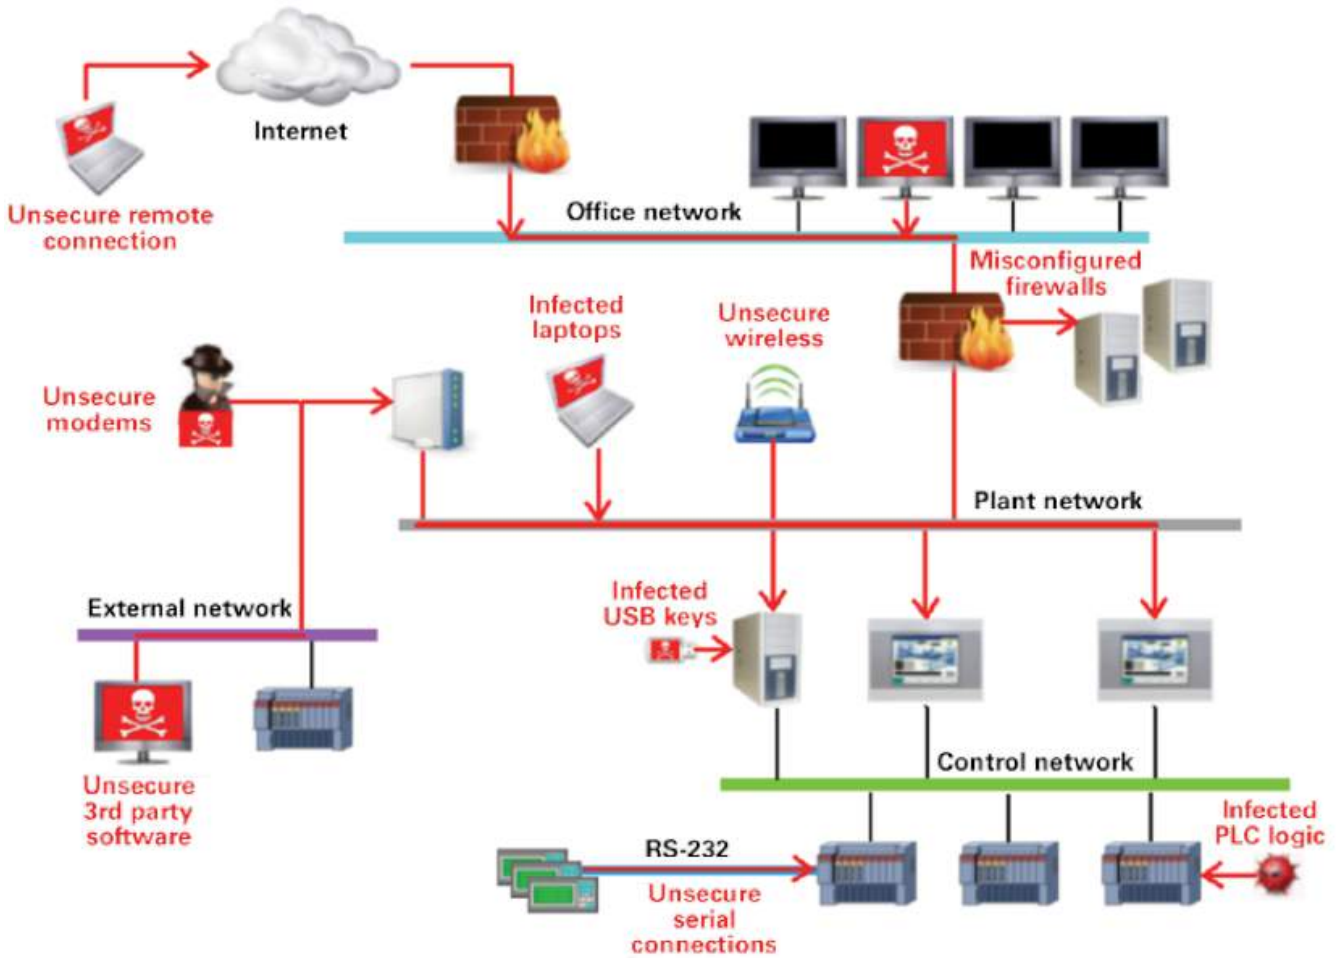 Internet
Unsecure remote
connection
Office network
Misconfigured
firewalls
Infected
laptops
Unsecure
wireless
Unsecure
modems
Plant network
External network
Infected
USB keys
Unsecure
3rd party
software
Control network
Infected
PLC logic
RS-232
Unsecure
serial
connections